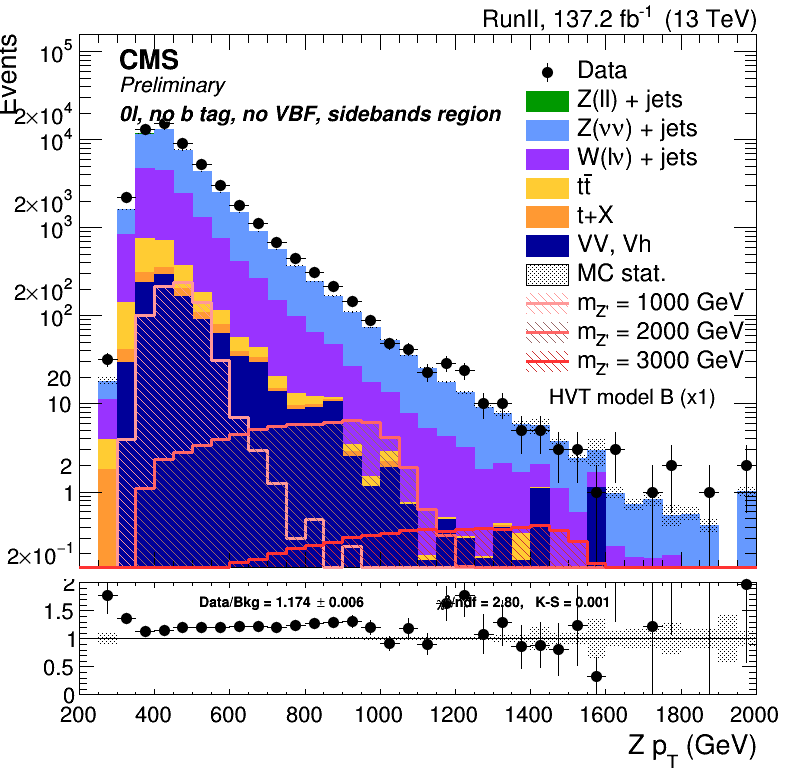 RunII, 137.2 fb⁻¹ (13 TeV)
Events
CMS
Preliminary
0l, no b tag, no VBF, sidebands region
Data
Z(ll) + jets
Z(νν) + jets
W(lν) + jets
tt̄
t+X
VV, Vh
MC stat.
m_Z' = 1000 GeV
m_Z' = 2000 GeV
m_Z' = 3000 GeV
HVT model B (x1)
10⁵
2×10⁴
10⁴
2×10³
10³
2×10²
10²
20
10
2
1
2×10⁻¹
Data/Bkg = 1.174 ± 0.006
χ²/ndf = 2.80, K-S = 0.001
2
1.5
1
0.5
0
200 400 600 800 1000 1200 1400 1600 1800 2000
Z p_T (GeV)